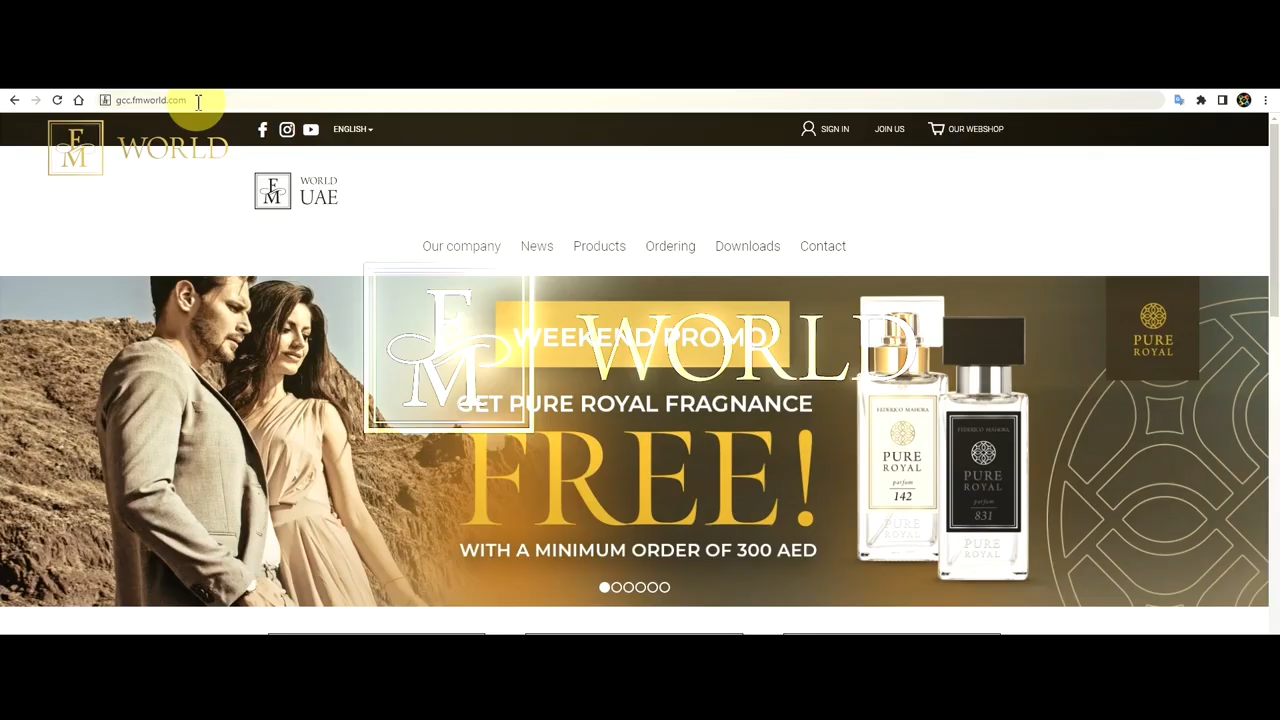 gcc.fmworld.com
FM WORLD
ENGLISH
SIGN IN
JOIN US
OUR WEBSHOP
FM WORLD
UAE
Our company
News
Products
Ordering
Downloads
Contact
FM WORLD
WEEKEND PROMO
GET PURE ROYAL FRAGNANCE
FREE!
WITH A MINIMUM ORDER OF 300 AED
PURE
ROYAL
FEDERICO MAHORA
PURE
ROYAL
parfum
142
PURE
ROYAL
FEDERICO MAHORA
PURE
ROYAL
parfum
831
PURE
ROYAL